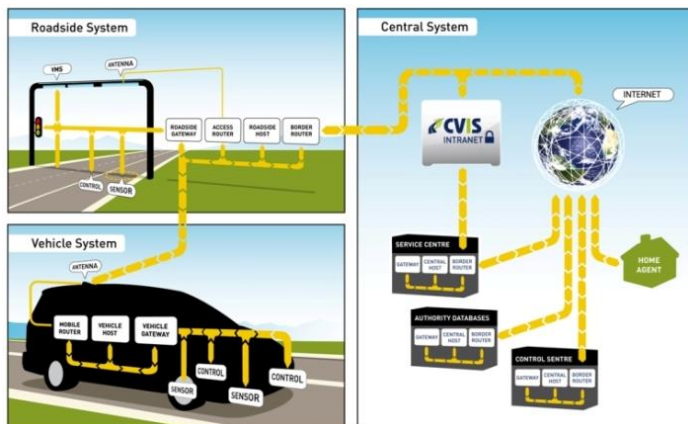 Roadside System
VMS
ANTENNA
ROADSIDE
GATEWAY
ACCESS
ROUTER
ROADSIDE
HOST
BORDER
ROUTER
CONTROL
SENSOR
Vehicle System
ANTENNA
MOBILE
ROUTER
VEHICLE
HOST
VEHICLE
GATEWAY
SENSOR
CONTROL
SENSOR
CONTROL
Central System
INTERNET
CVIS
INTRANET
SERVICE CENTRE
GATEWAY
CENTRAL
HOST
BORDER
ROUTER
HOME
AGENT
AUTHORITY DATABASES
GATEWAY
CENTRAL
HOST
BORDER
ROUTER
CONTROL SENTRE
GATEWAY
CENTRAL
HOST
BORDER
ROUTER